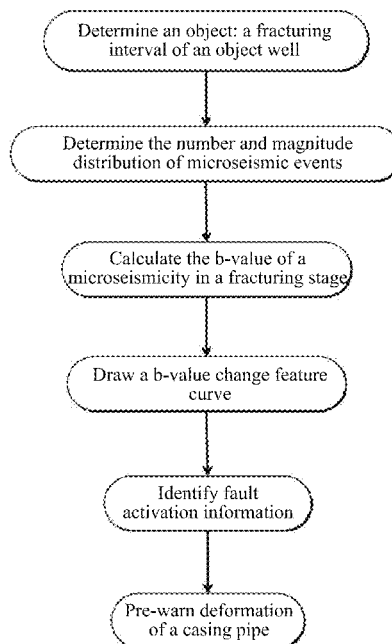 Determine an object: a fracturing
interval of an object well
Determine the number and magnitude
distribution of microseismic events
Calculate the b-value of a
microseismicity in a fracturing stage
Draw a b-value change feature
curve
Identify fault
activation information
Pre-warn deformation
of a casing pipe